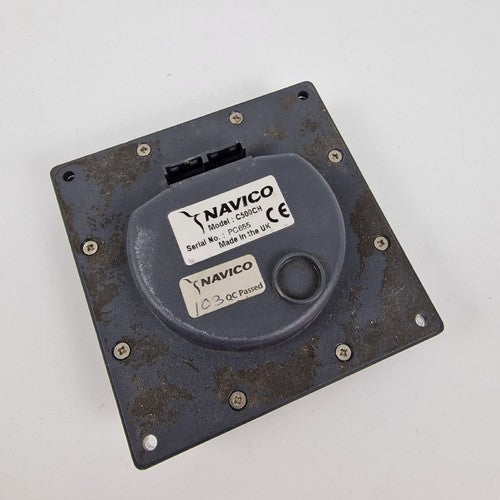 NAVICO
Model : C500CH
Serial No. : PC655
Made in the UK
CE
NAVICO
103 QC Passed